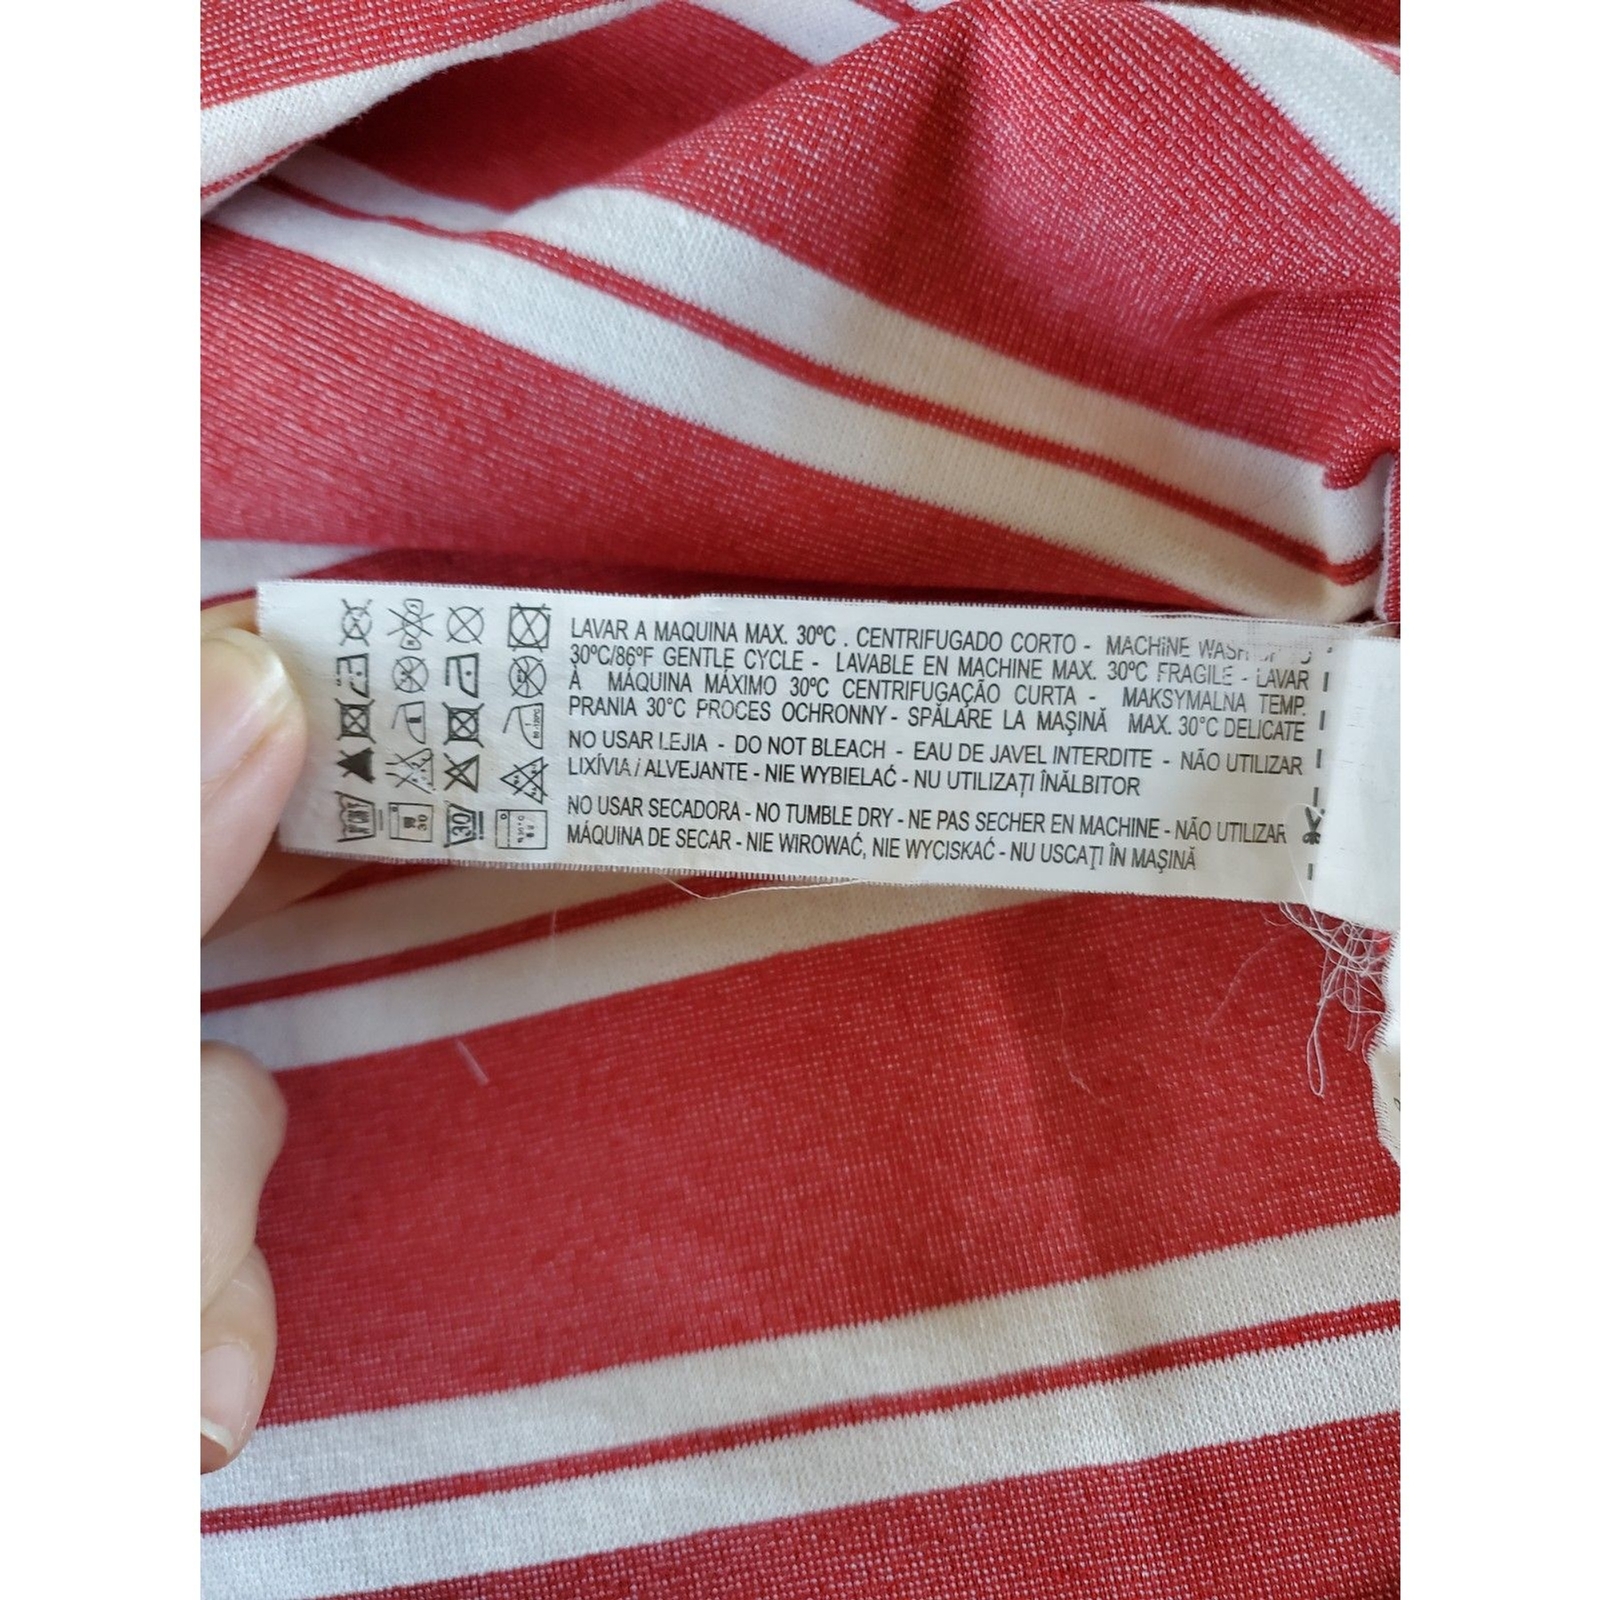 LAVAR A MAQUINA MAX. 30ºC . CENTRIFUGADO CORTO - MACHINE WASH
30ºC/86ºF GENTLE CYCLE - LAVABLE EN MACHINE MAX. 30ºC FRAGILE - LAVAR
À MÁQUINA MÁXIMO 30ºC CENTRIFUGAÇÃO CURTA - MAKSYMALNA TEMP.
PRANIA 30°C PROCES OCHRONNY - SPĂLARE LA MAŞINĂ MAX. 30°C DELICATE
NO USAR LEJIA - DO NOT BLEACH - EAU DE JAVEL INTERDITE - NÃO UTILIZAR
LIXÍVIA / ALVEJANTE - NIE WYBIELAĆ - NU UTILIZAŢI ÎNĂLBITOR
NO USAR SECADORA - NO TUMBLE DRY - NE PAS SECHER EN MACHINE - NÃO UTILIZAR
MÁQUINA DE SECAR - NIE WIROWAĆ, NIE WYCISKAĆ - NU USCAŢI ÎN MAŞINĂ
30
30